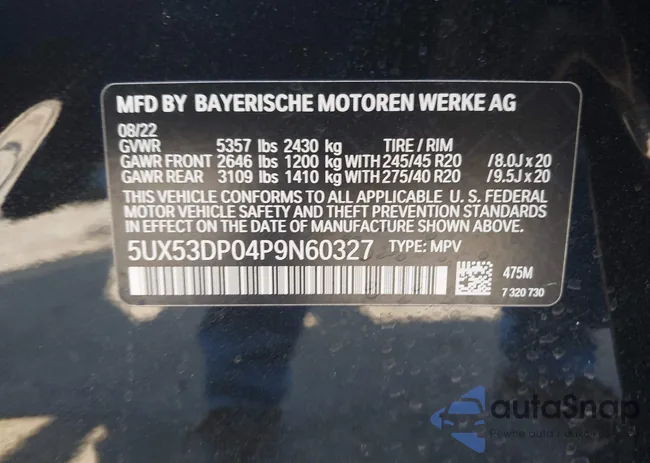 MFD BY BAYERISCHE MOTOREN WERKE AG
08/22
GVWR 5357 lbs 2430 kg TIRE / RIM
GAWR FRONT 2646 lbs 1200 kg WITH 245/45 R20 /8.0J x 20
GAWR REAR 3109 lbs 1410 kg WITH 275/40 R20 /9.5J x 20
THIS VEHICLE CONFORMS TO ALL APPLICABLE U. S. FEDERAL
MOTOR VEHICLE SAFETY STANDARDS IN EFFECT ON THE
DATE OF MANUFACTURE SHOWN ABOVE.
5UX53DP04P9N60327 TYPE: MPV
475M
7 320 730
autoSnap
Pewne auta z